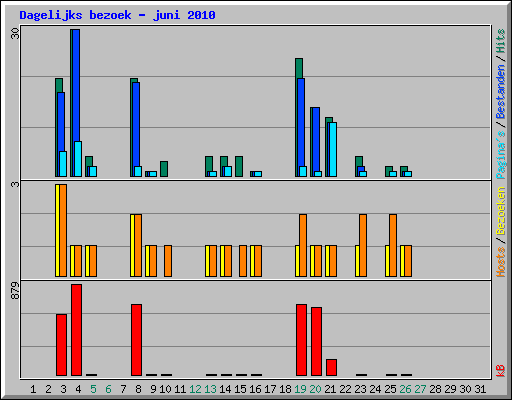 Dagelijks bezoek - juni 2010
30
3
879
Pagina's/Bestanden/Hits
Hosts/Bezoeken
kB
1 2 3 4 5 6 7 8 9 10 11 12 13 14 15 16 17 18 19 20 21 22 23 24 25 26 27 28 29 30 31